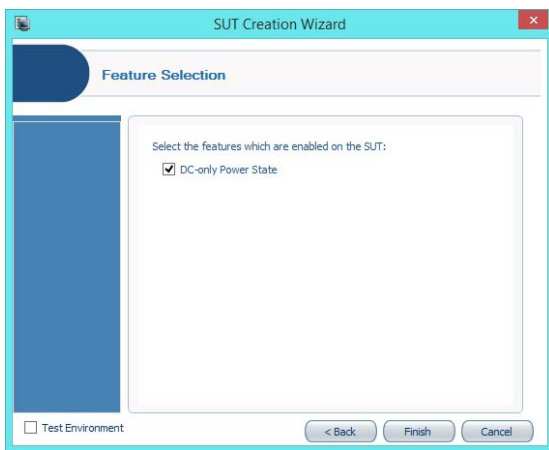 SUT Creation Wizard
Feature Selection
Select the features which are enabled on the SUT:
DC-only Power State
Test Environment
< Back
Finish
Cancel